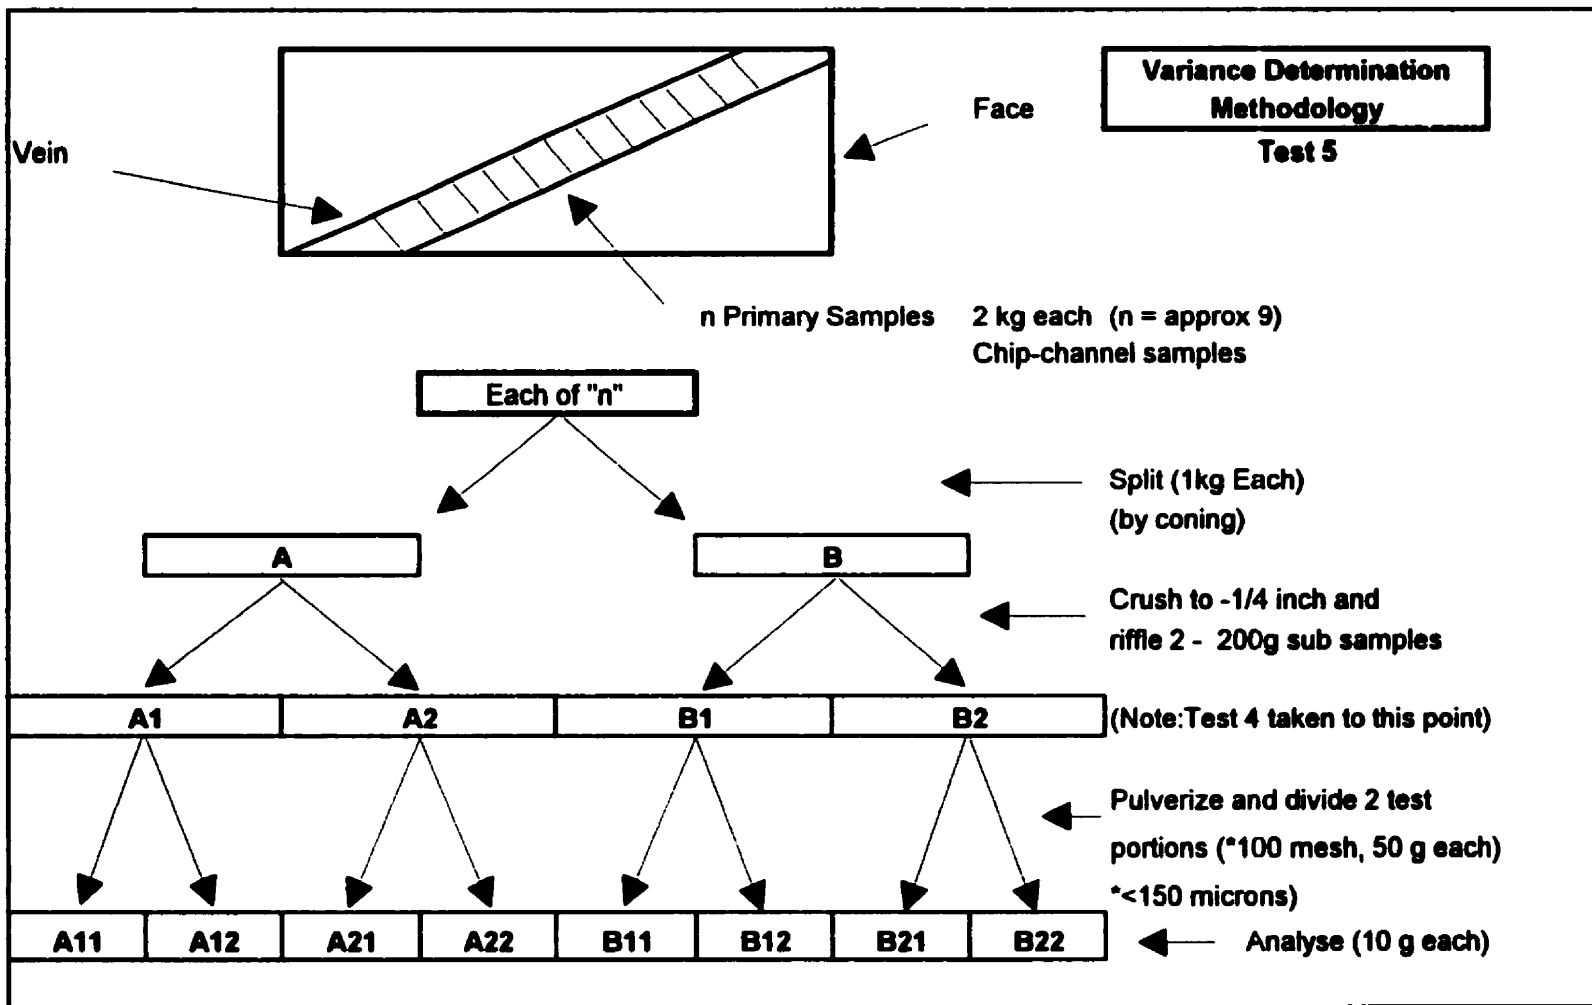 Variance Determination
Methodology
Test 5
Face
Vein
n Primary Samples 2 kg each (n = approx 9)
Chip-channel samples
Each of "n"
Split (1kg Each)
(by coning)
A B
Crush to -1/4 inch and
riffle 2 - 200g sub samples
A1 A2 B1 B2 (Note:Test 4 taken to this point)
Pulverize and divide 2 test
portions (*100 mesh, 50 g each)
*<150 microns)
A11 A12 A21 A22 B11 B12 B21 B22 Analyse (10 g each)